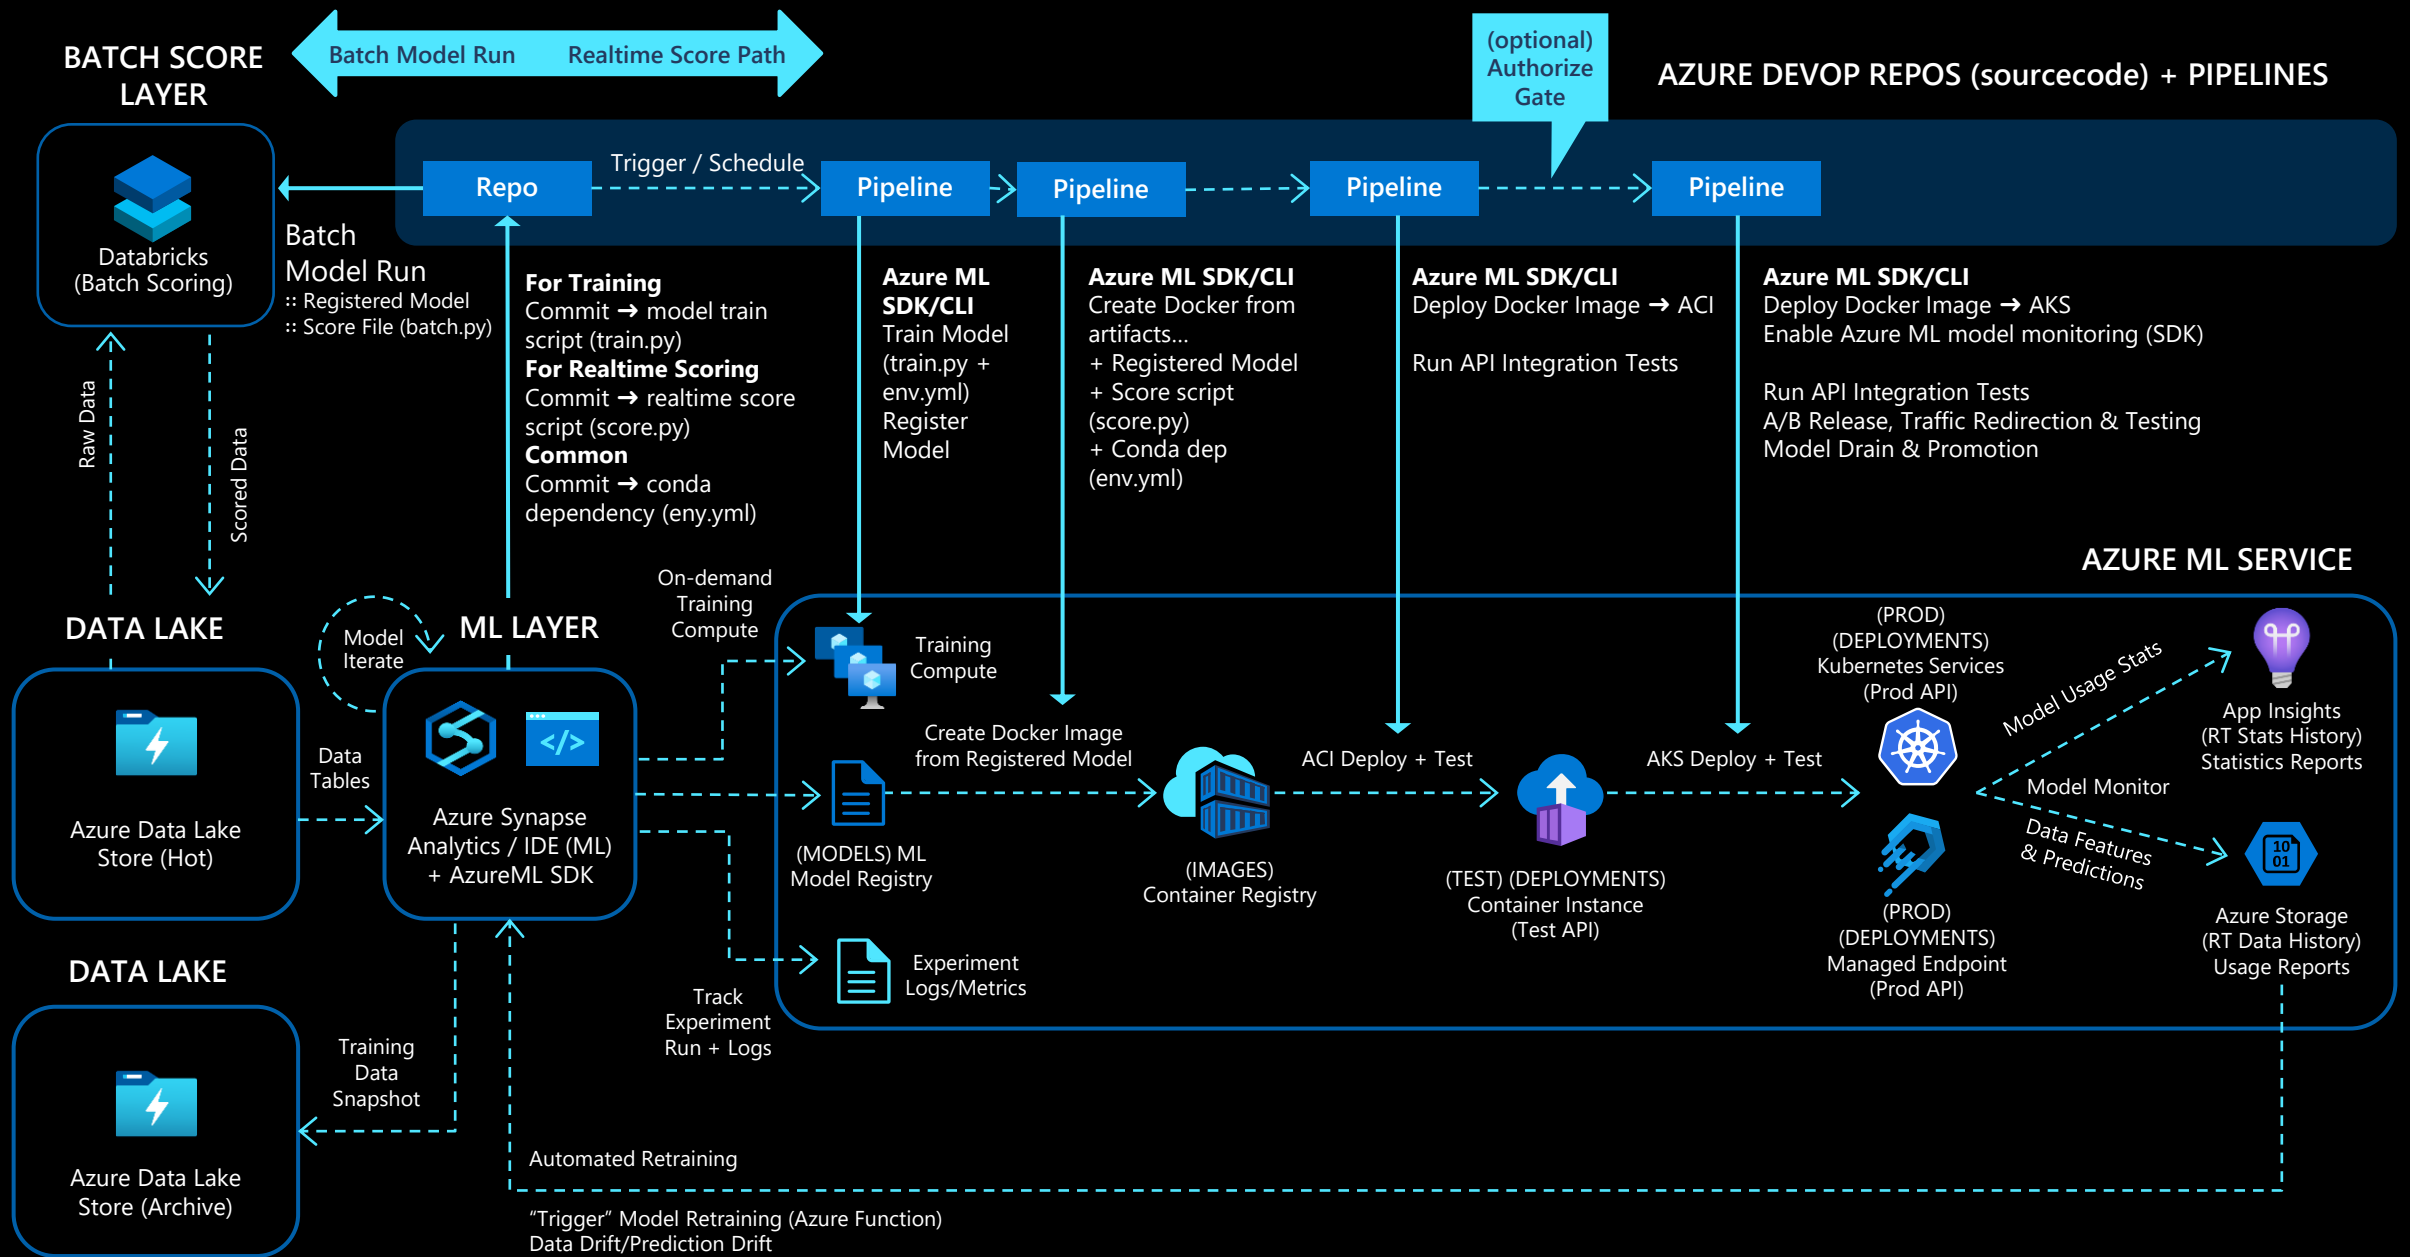 BATCH SCORE
LAYER
Batch Model Run
Realtime Score Path
(optional)
Authorize
Gate
AZURE DEVOP REPOS (sourcecode) + PIPELINES
Databricks
(Batch Scoring)
Repo
Trigger / Schedule
Pipeline
Pipeline
Pipeline
Pipeline
Batch
Model Run
:: Registered Model
:: Score File (batch.py)
For Training
Commit → model train
script (train.py)
For Realtime Scoring
Commit → realtime score
script (score.py)
Common
Commit → conda
dependency (eny.yml)
Azure ML
SDK/CLI
Train Model
(train.py +
env.yml)
Register
Model
Azure ML SDK/CLI
Create Docker from
artifacts...
+ Registered Model
+ Score script
(score.py)
+ Conda dep
(env.yml)
Azure ML SDK/CLI
Deploy Docker Image → ACI
Run API Integration Tests
Azure ML SDK/CLI
Deploy Docker Image → AKS
Enable Azure ML model monitoring (SDK)
Run API Integration Tests
A/B Release, Traffic Redirection & Testing
Model Drain & Promotion
Raw Data
Scored Data
AZURE ML SERVICE
DATA LAKE
Azure Data Lake
Store (Hot)
Data
Tables
Model
Iterate
ML LAYER
Azure Synapse
Analytics / IDE (ML)
+ AzureML SDK
On-demand
Training
Compute
Training
Compute
(MODELS) ML
Model Registry
Create Docker Image
from Registered Model
(IMAGES)
Container Registry
ACI Deploy + Test
(TEST) (DEPLOYMENTS)
Container Instance
(Test API)
AKS Deploy + Test
(PROD)
(DEPLOYMENTS)
Kubernetes Services
(Prod API)
(PROD)
(DEPLOYMENTS)
Managed Endpoint
(Prod API)
Model Usage Stats
Model Monitor
Data Features
& Predictions
App Insights
(RT Stats History)
Statistics Reports
10
01
Azure Storage
(RT Data History)
Usage Reports
Experiment
Logs/Metrics
Track
Experiment
Run + Logs
DATA LAKE
Azure Data Lake
Store (Archive)
Training
Data
Snapshot
Automated Retraining
“Trigger” Model Retraining (Azure Function)
Data Drift/Prediction Drift